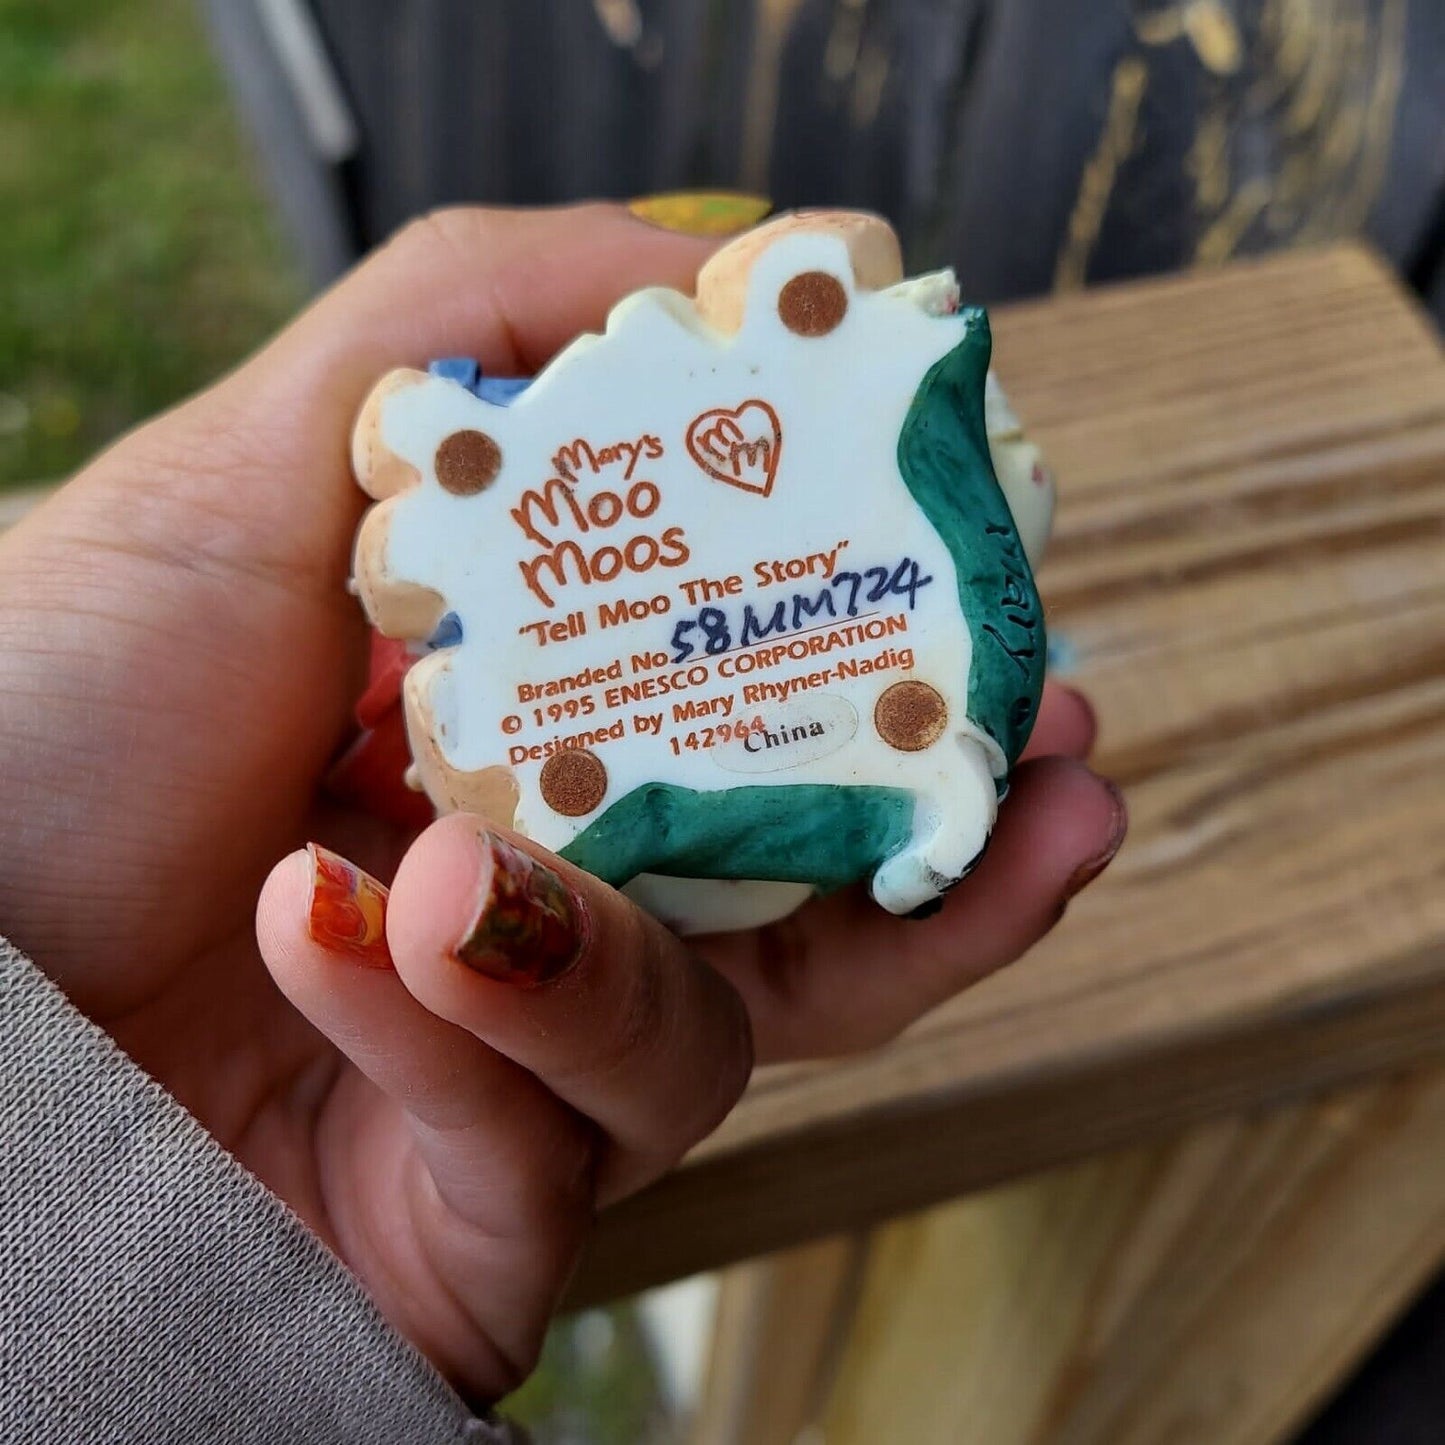 Mary's
Moo
Moos
MM
"Tell Moo The Story"
Branded No 58MM724
© 1995 ENESCO CORPORATION
Designed by Mary Rhyner-Nadig
142964
China